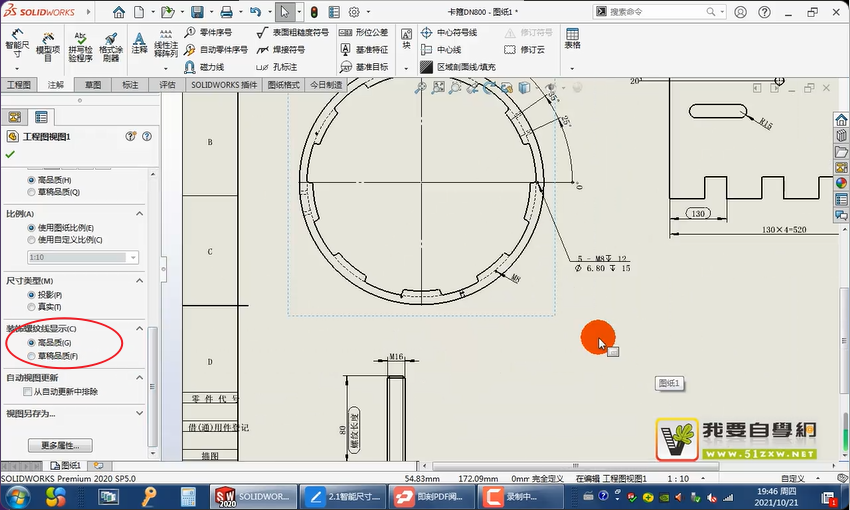 SOLIDWORKS
卡箍DN800 - 图纸1 *
搜索命令
智能尺寸
模型项目
拼写检验程序
格式涂刷器
注释
线性注释阵列
零件序号
自动零件序号
磁力线
表面粗糙度符号
焊接符号
孔标注
形位公差
基准特征
基准目标
块
中心符号线
中心线
区域剖面线/填充
修订符号
修订云
表格
工程图
注解
草图
标注
评估
SOLIDWORKS 插件
图纸格式
今日制造
工程图视图1
高品质(H)
草稿品质(Q)
比例(A)
使用图纸比例(E)
使用自定义比例(C)
1:10
尺寸类型(M)
投影(P)
真实(T)
装饰螺纹线显示(C)
高品质(G)
草稿品质(F)
自动视图更新
从自动更新中排除
视图另存为...
更多属性...
B
C
D
零件代号
借(通)用件登记
描图
35°
25°
0
5 - M8↧ 12
Ø 6.80 ↧ 15
M8
M16
80
螺纹长度
20°
R15
130
130×4=520
图纸1
我要自學網
www.51zxw.net
图纸1
SOLIDWORKS Premium 2020 SP5.0
54.83mm
172.09mm
0mm
完全定义
在编辑 工程图视图1
1 : 10
自定义
SOLIDWORK...
2.1智能尺寸...
即刻PDF阅...
录制中...
19:46 周四
2021/10/21